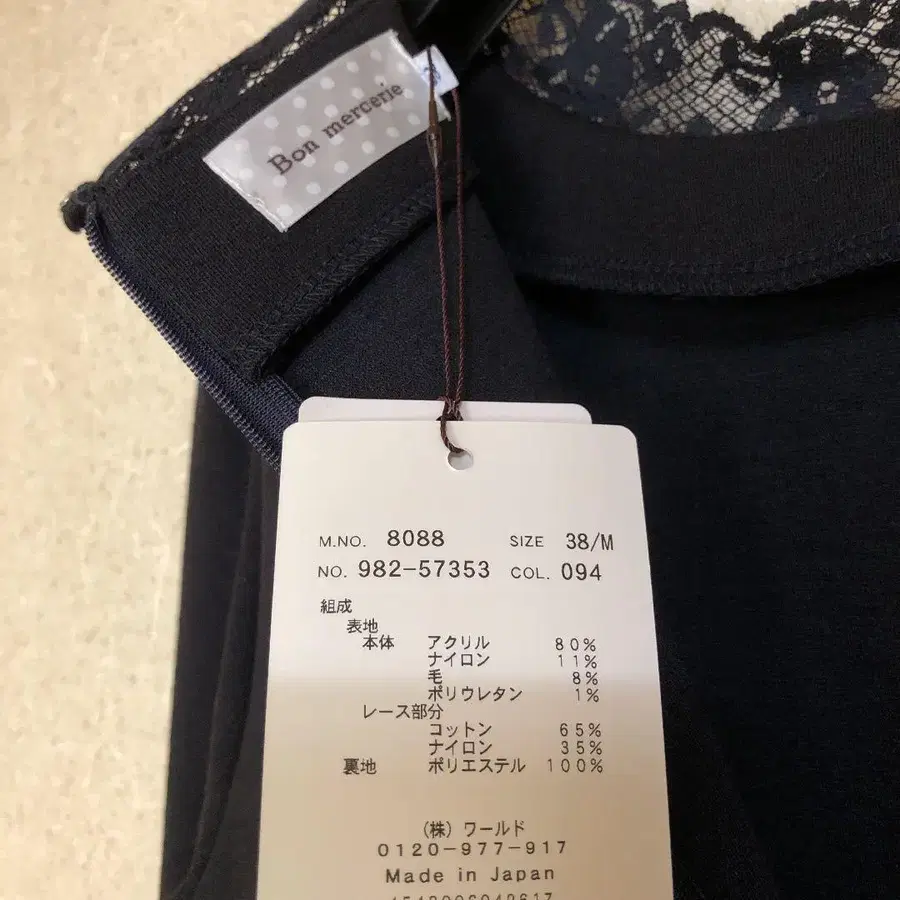 Bon mercerie
M.NO. 8088 SIZE 38/M
NO. 982-57353 COL. 094
組成
表地
本体 アクリル 80%
ナイロン 11%
毛 8%
ポリウレタン 1%
レース部分
コットン 65%
ナイロン 35%
裏地 ポリエステル 100%
(株) ワールド
0120-977-917
Made in Japan